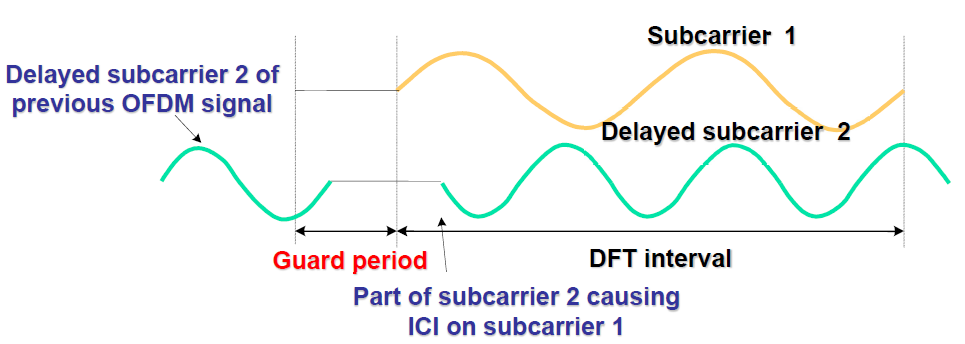 Subcarrier 1
Delayed subcarrier 2 of
previous OFDM signal
Delayed subcarrier 2
Guard period
DFT interval
Part of subcarrier 2 causing
ICI on subcarrier 1